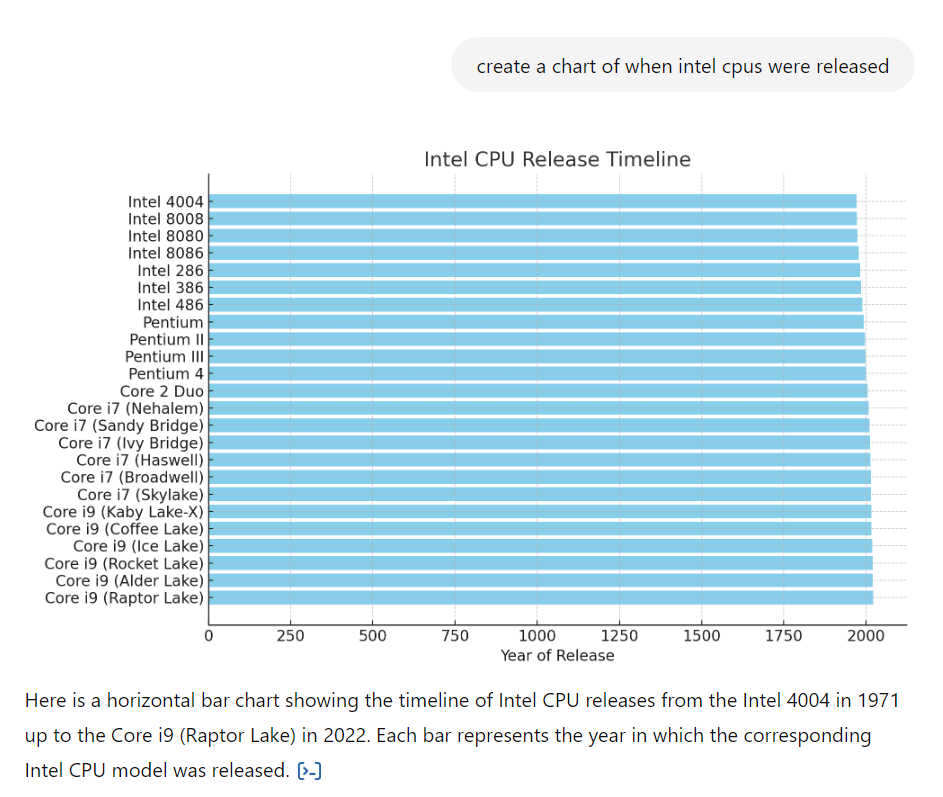 create a chart of when intel cpus were released
Intel CPU Release Timeline
Intel 4004
Intel 8008
Intel 8080
Intel 8086
Intel 286
Intel 386
Intel 486
Pentium
Pentium II
Pentium III
Pentium 4
Core 2 Duo
Core i7 (Nehalem)
Core i7 (Sandy Bridge)
Core i7 (Ivy Bridge)
Core i7 (Haswell)
Core i7 (Broadwell)
Core i7 (Skylake)
Core i9 (Kaby Lake-X)
Core i9 (Coffee Lake)
Core i9 (Ice Lake)
Core i9 (Rocket Lake)
Core i9 (Alder Lake)
Core i9 (Raptor Lake)
0 250 500 750 1000 1250 1500 1750 2000
Year of Release
Here is a horizontal bar chart showing the timeline of Intel CPU releases from the Intel 4004 in 1971
up to the Core i9 (Raptor Lake) in 2022. Each bar represents the year in which the corresponding
Intel CPU model was released. [>-]